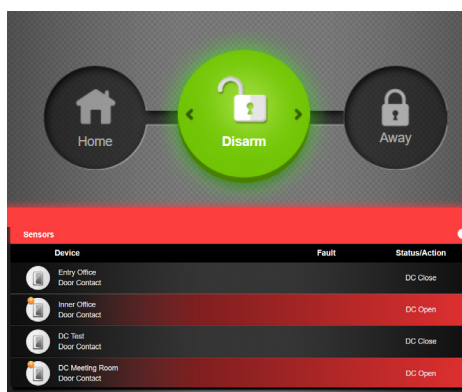 Home
Disarm
Away
Sensors
Device Fault Status/Action
Entry Office
Door Contact
DC Close
Inner Office
Door Contact
DC Open
DC Test
Door Contact
DC Close
DC Meeting Room
Door Contact
DC Open